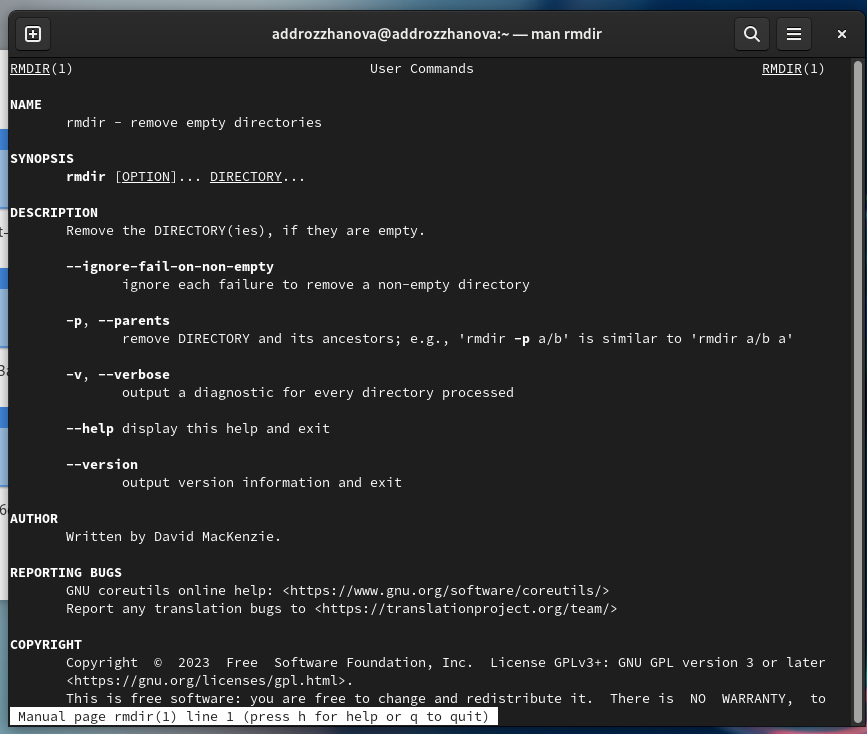 addrozzhanova@addrozzhanova:~ — man rmdir
RMDIR(1) User Commands RMDIR(1)
NAME
rmdir - remove empty directories
SYNOPSIS
rmdir [OPTION]... DIRECTORY...
DESCRIPTION
Remove the DIRECTORY(ies), if they are empty.
--ignore-fail-on-non-empty
ignore each failure to remove a non-empty directory
-p, --parents
remove DIRECTORY and its ancestors; e.g., 'rmdir -p a/b' is similar to 'rmdir a/b a'
-v, --verbose
output a diagnostic for every directory processed
--help display this help and exit
--version
output version information and exit
AUTHOR
Written by David MacKenzie.
REPORTING BUGS
GNU coreutils online help: <https://www.gnu.org/software/coreutils/>
Report any translation bugs to <https://translationproject.org/team/>
COPYRIGHT
Copyright © 2023 Free Software Foundation, Inc. License GPLv3+: GNU GPL version 3 or later
<https://gnu.org/licenses/gpl.html>.
This is free software: you are free to change and redistribute it. There is NO WARRANTY, to
Manual page rmdir(1) line 1 (press h for help or q to quit)